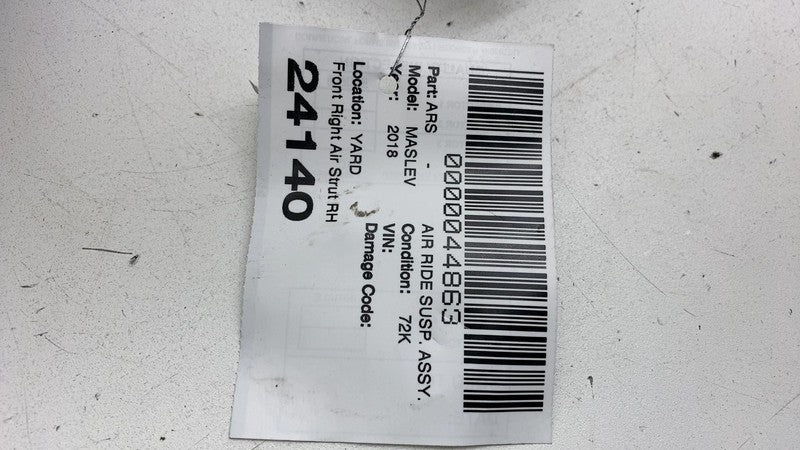 0000044863
Part: ARS - AIR RIDE SUSP. ASSY.
Model: MASLEV Condition: 72K
Year: 2018 VIN:
Damage Code:
Location: YARD
Front Right Air Strut RH
24140